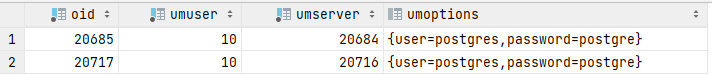 oid umuser umserver umoptions
1 20685 10 20684 {user=postgres,password=postgre}
2 20717 10 20716 {user=postgres,password=postgre}